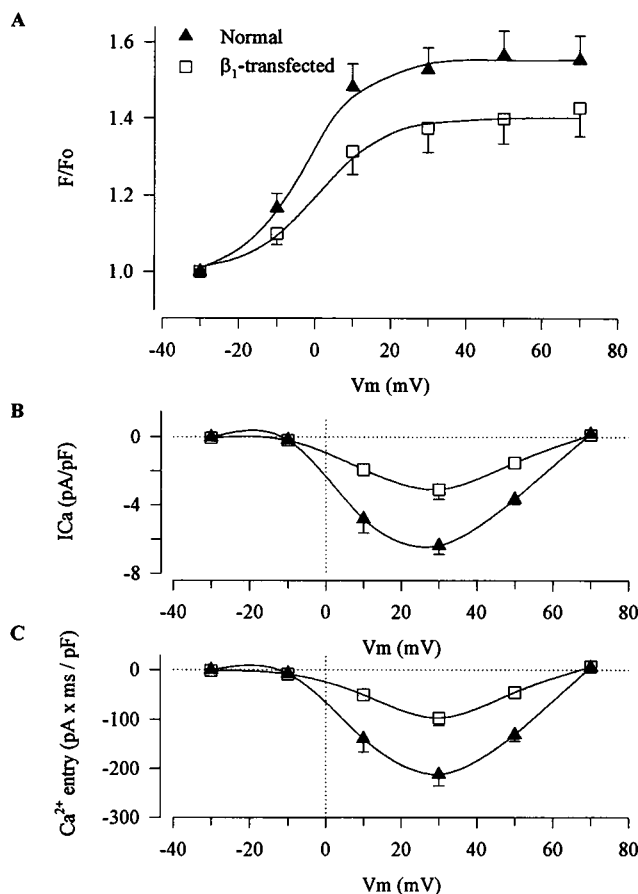 A
Normal
β₁-transfected
1.6
1.4
1.2
1.0
F/Fo
-40 -20 0 20 40 60 80
Vm (mV)
B
0
-4
-8
ICa (pA/pF)
-40 -20 0 20 40 60 80
Vm (mV)
C
0
-100
-200
-300
Ca²⁺ entry (pA x ms / pF)
-40 -20 0 20 40 60 80
Vm (mV)